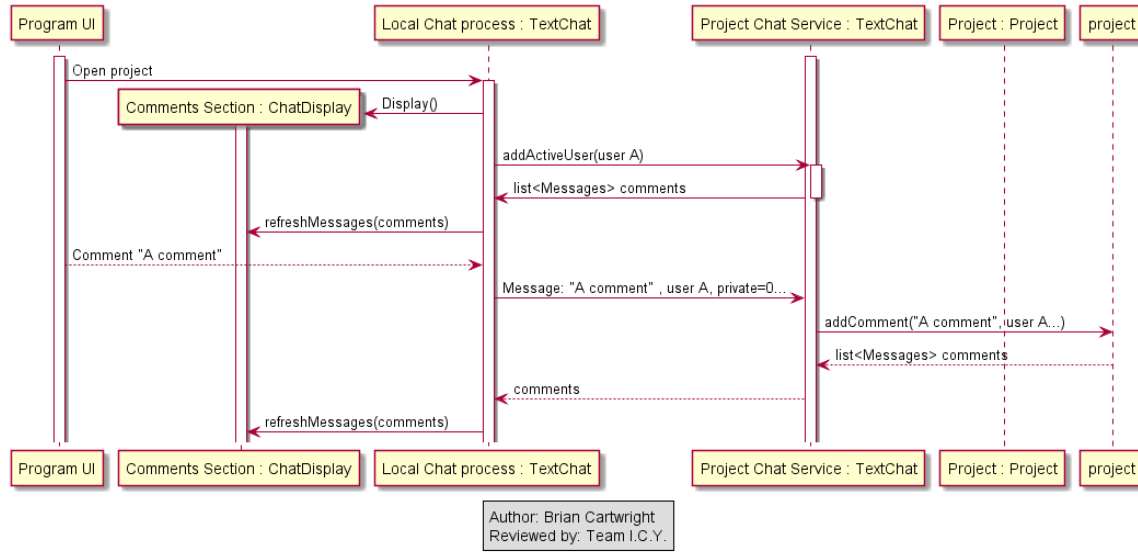 Program UI
Local Chat process : TextChat
Project Chat Service : TextChat
Project : Project
project
Open project
Comments Section : ChatDisplay
Display()
addActiveUser(user A)
list<Messages> comments
refreshMessages(comments)
Comment "A comment"
Message: "A comment" , user A, private=0...
addComment("A comment", user A...)
list<Messages> comments
comments
refreshMessages(comments)
Program UI
Comments Section : ChatDisplay
Local Chat process : TextChat
Project Chat Service : TextChat
Project : Project
project
Author: Brian Cartwright
Reviewed by: Team I.C.Y.